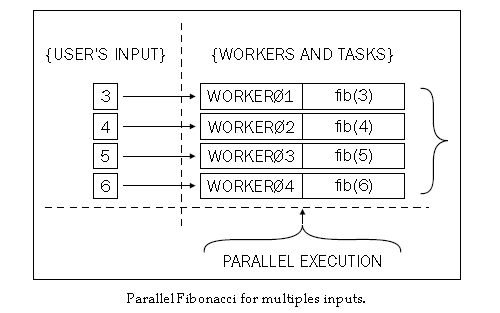 {USER'S INPUT} {WORKERS AND TASKS}
3 WORKERØ1 fib(3)
4 WORKERØ2 fib(4)
5 WORKERØ3 fib(5)
6 WORKERØ4 fib(6)
PARALLEL EXECUTION
Parallel Fibonacci for multiples inputs.